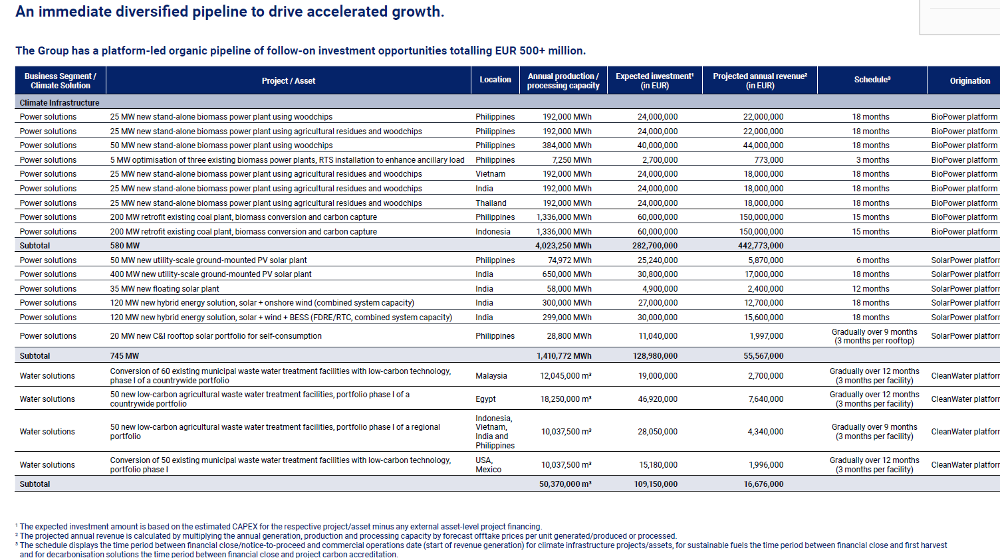 An immediate diversified pipeline to drive accelerated growth.
The Group has a platform-led organic pipeline of follow-on investment opportunities totalling EUR 500+ million.
Business Segment / Climate Solution Project / Asset Location Annual production / processing capacity Expected investment¹ (in EUR) Projected annual revenue² (in EUR) Schedule³ Origination
Climate Infrastructure
Power solutions 25 MW new stand-alone biomass power plant using woodchips Philippines 192,000 MWh 24,000,000 22,000,000 18 months BioPower platform
Power solutions 25 MW new stand-alone biomass power plant using agricultural residues and woodchips Philippines 192,000 MWh 24,000,000 22,000,000 18 months BioPower platform
Power solutions 50 MW new stand-alone biomass power plant using woodchips Philippines 384,000 MWh 40,000,000 44,000,000 18 months BioPower platform
Power solutions 5 MW optimisation of three existing biomass power plants, RTS installation to enhance ancillary load Philippines 7,250 MWh 2,700,000 773,000 3 months BioPower platform
Power solutions 25 MW new stand-alone biomass power plant using agricultural residues and woodchips Vietnam 192,000 MWh 24,000,000 18,000,000 18 months BioPower platform
Power solutions 25 MW new stand-alone biomass power plant using agricultural residues and woodchips India 192,000 MWh 24,000,000 18,000,000 18 months BioPower platform
Power solutions 25 MW new stand-alone biomass power plant using agricultural residues and woodchips Thailand 192,000 MWh 24,000,000 18,000,000 18 months BioPower platform
Power solutions 200 MW retrofit existing coal plant, biomass conversion and carbon capture Philippines 1,336,000 MWh 60,000,000 150,000,000 15 months BioPower platform
Power solutions 200 MW retrofit existing coal plant, biomass conversion and carbon capture Indonesia 1,336,000 MWh 60,000,000 150,000,000 15 months BioPower platform
Subtotal 580 MW 4,023,250 MWh 282,700,000 442,773,000
Power solutions 50 MW new utility-scale ground-mounted PV solar plant Philippines 74,972 MWh 25,240,000 5,870,000 6 months SolarPower platfor
Power solutions 400 MW new utility-scale ground-mounted PV solar plant India 650,000 MWh 30,800,000 17,000,000 18 months SolarPower platfor
Power solutions 35 MW new floating solar plant India 58,000 MWh 4,900,000 2,400,000 12 months SolarPower platfor
Power solutions 120 MW new hybrid energy solution, solar + onshore wind (combined system capacity) India 300,000 MWh 27,000,000 12,700,000 18 months SolarPower platfor
Power solutions 120 MW new hybrid energy solution, solar + wind + BESS (FDRE/RTC, combined system capacity) India 299,000 MWh 30,000,000 15,600,000 18 months SolarPower platfor
Power solutions 20 MW new C&I rooftop solar portfolio for self-consumption Philippines 28,800 MWh 11,040,000 1,997,000 Gradually over 9 months (3 months per rooftop) SolarPower platfor
Subtotal 745 MW 1,410,772 MWh 128,980,000 55,567,000
Water solutions Conversion of 60 existing municipal waste water treatment facilities with low-carbon technology, phase I of a countrywide portfolio Malaysia 12,045,000 m³ 19,000,000 2,700,000 Gradually over 12 months (3 months per facility) CleanWater platfor
Water solutions 50 new low-carbon agricultural waste water treatment facilities, portfolio phase I of a countrywide portfolio Egypt 18,250,000 m³ 46,920,000 7,640,000 Gradually over 12 months (3 months per facility) CleanWater platfor
Water solutions 50 new low-carbon agricultural waste water treatment facilities, portfolio phase I of a regional portfolio Indonesia, Vietnam, India and Philippines 10,037,500 m³ 28,050,000 4,340,000 Gradually over 9 months (3 months per facility) CleanWater platfor
Water solutions Conversion of 50 existing municipal waste water treatment facilities with low-carbon technology, portfolio phase I USA, Mexico 10,037,500 m³ 15,180,000 1,996,000 Gradually over 12 months (3 months per facility) CleanWater platfor
Subtotal 50,370,000 m³ 109,150,000 16,676,000
¹ The expected investment amount is based on the estimated CAPEX for the respective project/asset minus any external asset-level project financing.
² The projected annual revenue is calculated by multiplying the annual generation, production and processing capacity by forecast offtake prices per unit generated/produced or processed.
³ The schedule displays the time period between financial close/notice-to-proceed and commercial operations date (start of revenue generation) for climate infrastructure projects/assets, for sustainable fuels the time period between financial close and first harvest
and for decarbonisation solutions the time period between financial close and project carbon accreditation.